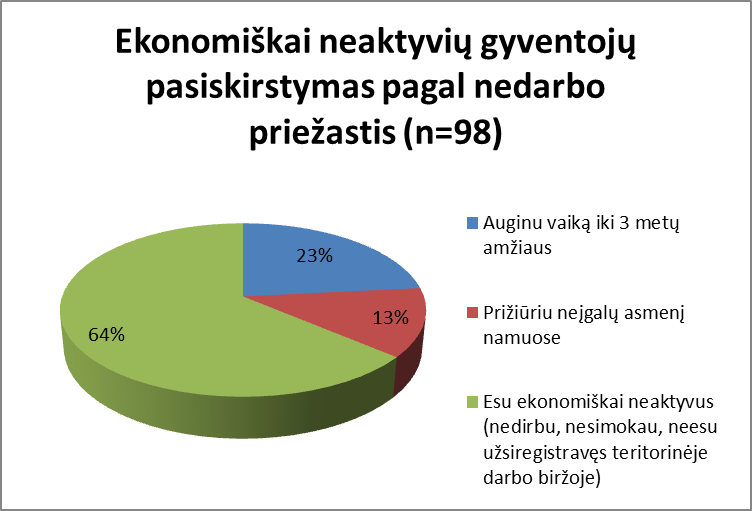 Ekonomiškai neaktyvių gyventojų
pasiskirstymas pagal nedarbo
priežastis (n=98)
23%
13%
64%
Auginu vaiką iki 3 metų
amžiaus
Prižiūriu neįgalų asmenį
namuose
Esu ekonomiškai neaktyvus
(nedirbu, nesimokau, neesu
užsiregistravęs teritorinėje
darbo biržoje)